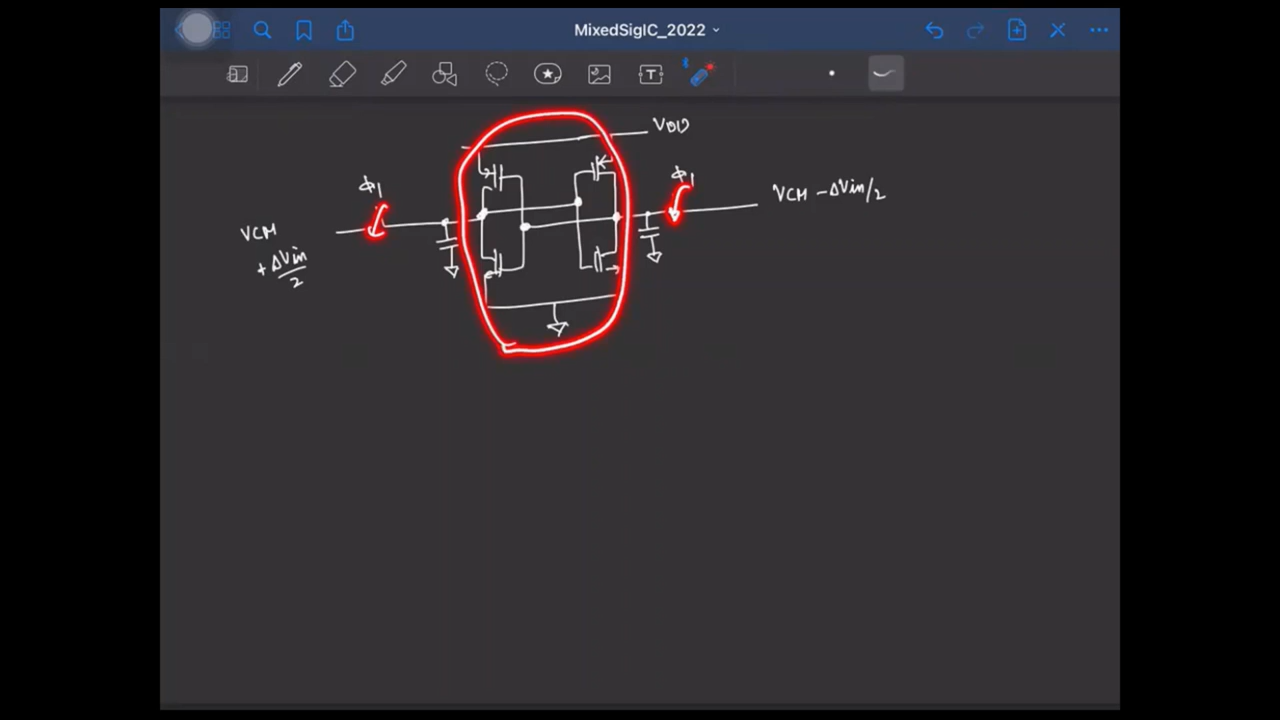 MixedSigIC_2022
T
VDD
ϕ1
ϕ1
VCM - ΔVin/2
VCM
+ ΔVin
2